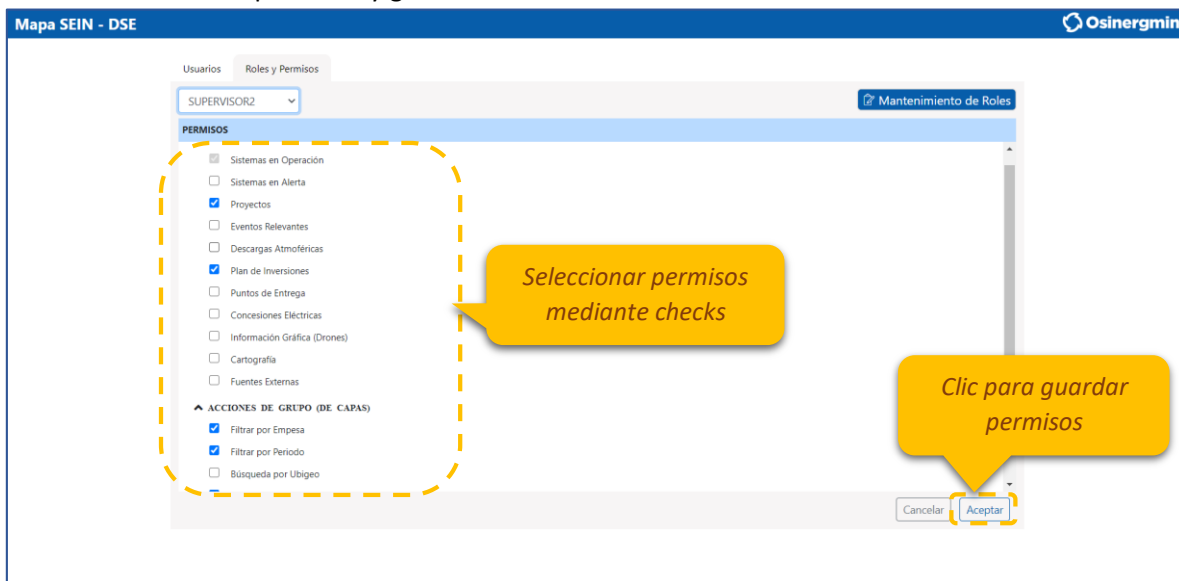 Mapa SEIN - DSE
Osinergmin
Usuarios
Roles y Permisos
SUPERVISOR2
Mantenimiento de Roles
PERMISOS
Sistemas en Operación
Sistemas en Alerta
Proyectos
Eventos Relevantes
Descargas Atmoféricas
Plan de Inversiones
Puntos de Entrega
Concesiones Eléctricas
Información Gráfica (Drones)
Cartografía
Fuentes Externas
ACCIONES DE GRUPO (DE CAPAS)
Filtrar por Empesa
Filtrar por Periodo
Búsqueda por Ubigeo
Seleccionar permisos
mediante checks
Clic para guardar
permisos
Cancelar
Aceptar